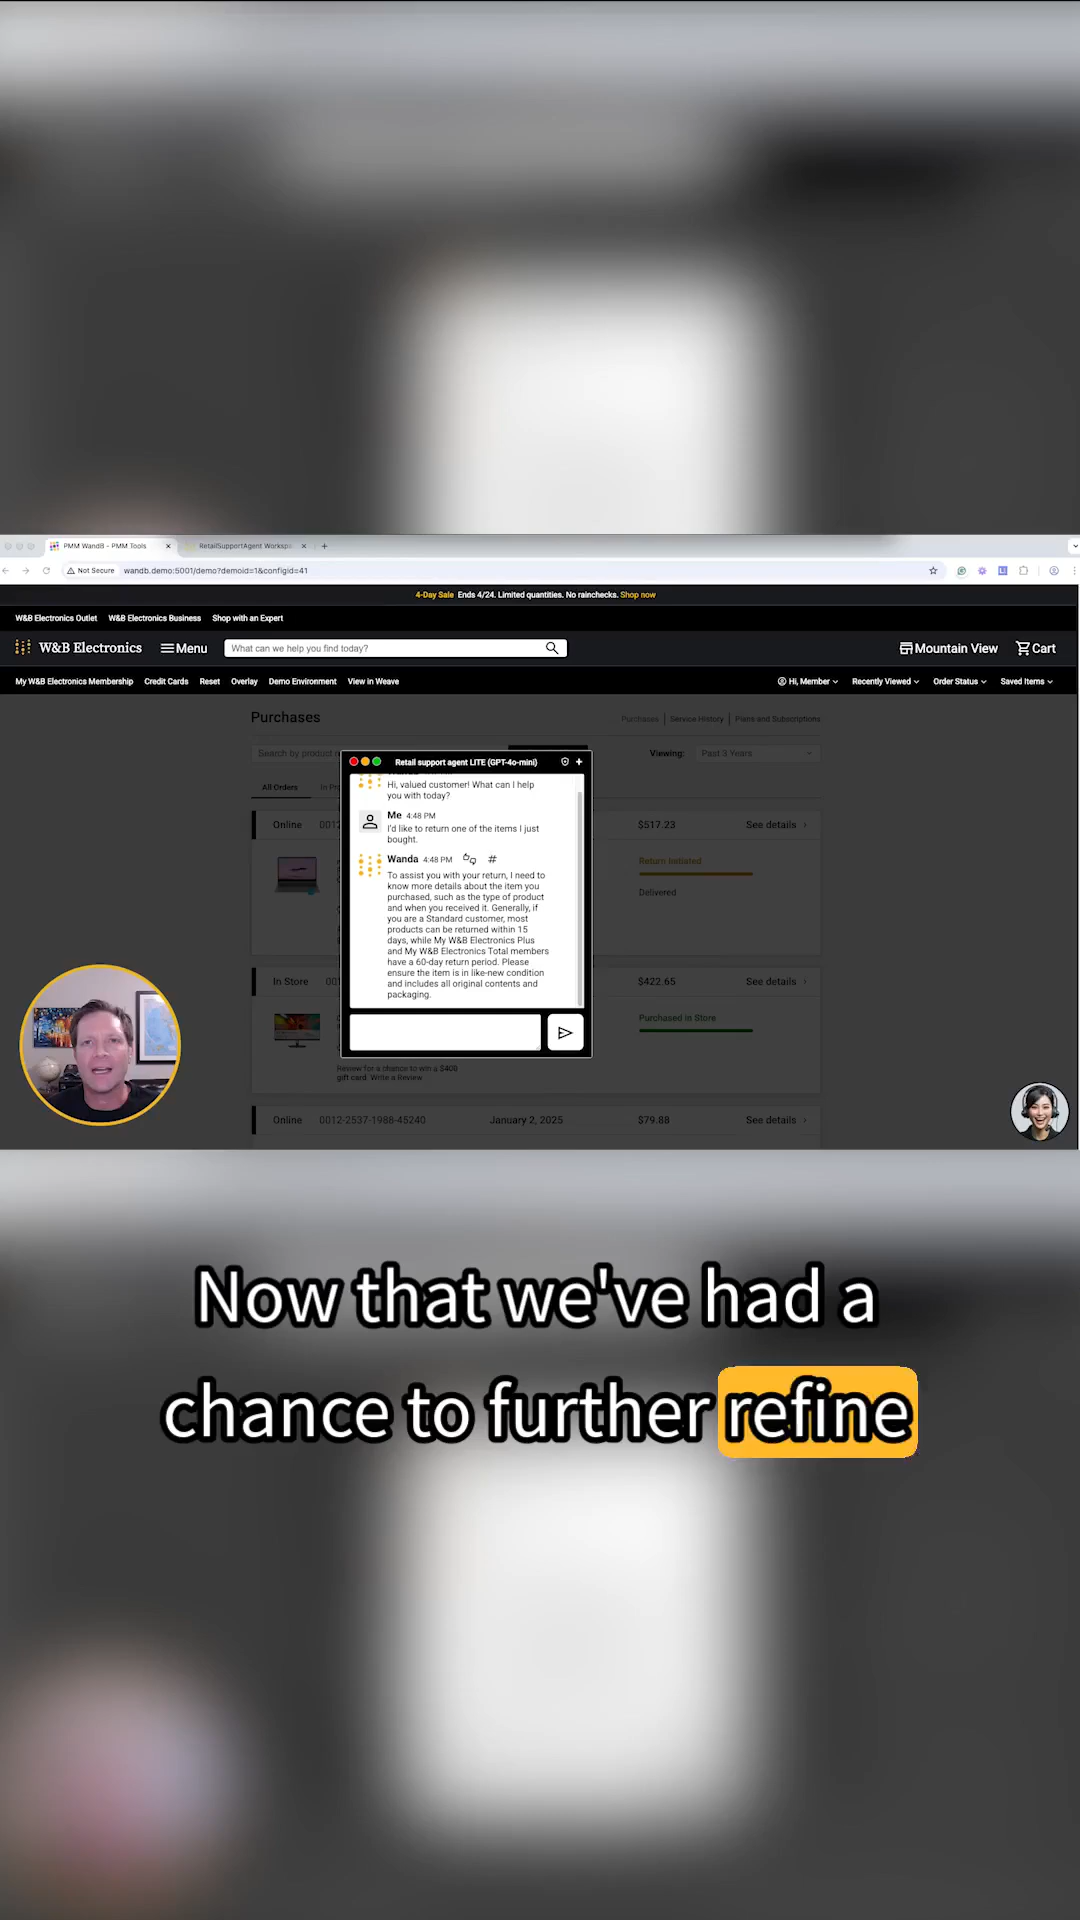 PMM WandB - PMM Tools
RetailSupportAgent Workspa
Not Secure
wandb.demo:5001/demo?demoid=1&configid=41
4-Day Sale Ends 4/24. Limited quantities. No rainchecks. Shop now
W&B Electronics Outlet
W&B Electronics Business
Shop with an Expert
W&B Electronics
Menu
What can we help you find today?
Mountain View
Cart
My W&B Electronics Membership
Credit Cards
Reset
Overlay
Demo Environment
View in Weave
Hi, Member
Recently Viewed
Order Status
Saved Items
Purchases
Purchases
Service History
Plans and Subscriptions
Search by product
Viewing:
Past 3 Years
All Orders
Online
0012
$517.23
See details
Return Initiated
Delivered
In Store
001
$422.65
See details
Purchased in Store
Review for a chance to win a $400
gift card. Write a Review
Online
0012-2537-1988-45240
January 2, 2025
$79.88
See details
Retail support agent LITE (GPT-4o-mini)
Hi, valued customer! What can I help
you with today?
Me 4:48 PM
I'd like to return one of the items I just
bought.
Wanda 4:48 PM
To assist you with your return, I need to
know more details about the item you
purchased, such as the type of product
and when you received it. Generally, if
you are a Standard customer, most
products can be returned within 15
days, while My W&B Electronics Plus
and My W&B Electronics Total members
have a 60-day return period. Please
ensure the item is in like-new condition
and includes all original contents and
packaging.
Now that we've had a
chance to further refine